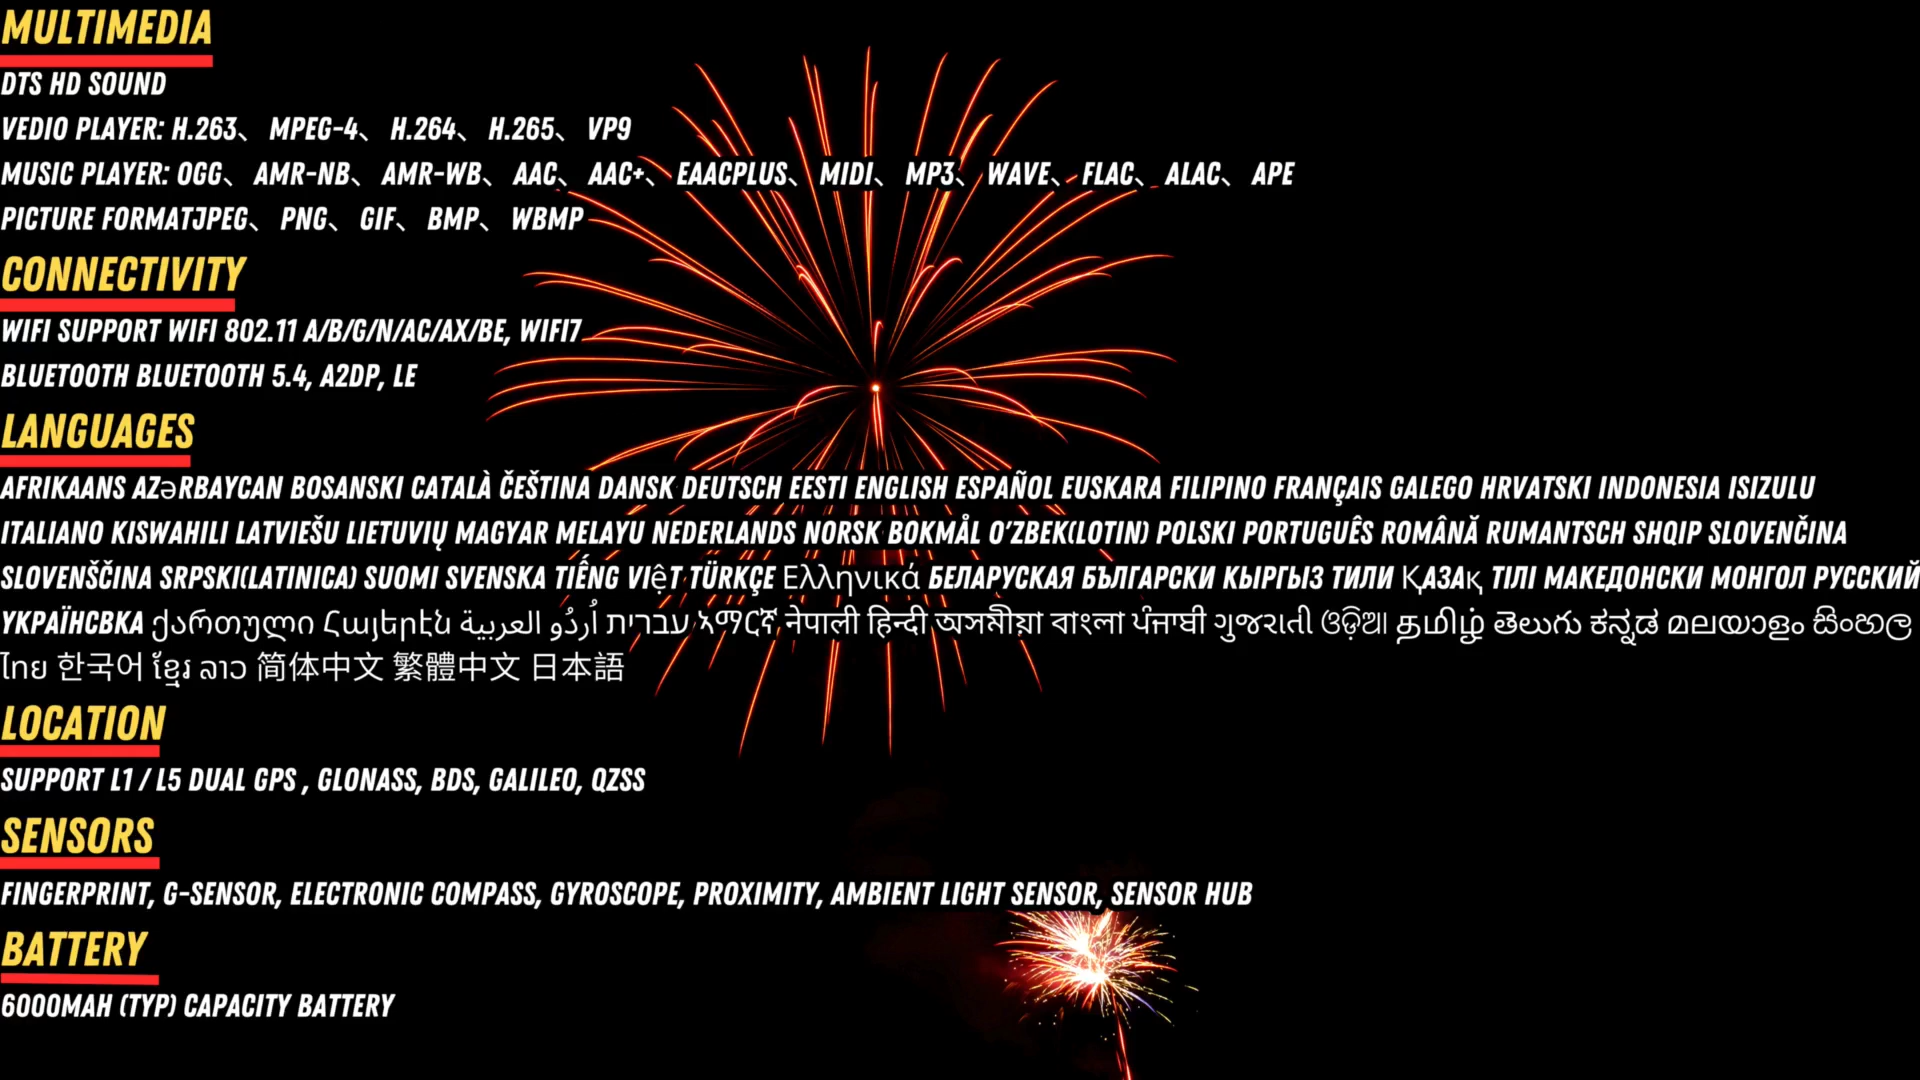 MULTIMEDIA
DTS HD SOUND
VEDIO PLAYER: H.263、 MPEG-4、 H.264、 H.265、 VP9
MUSIC PLAYER: OGG、 AMR-NB、 AMR-WB、 AAC、 AAC+、 EAACPLUS、 MIDI、 MP3、 WAVE、 FLAC、 ALAC、 APE
PICTURE FORMATJPEG、 PNG、 GIF、 BMP、 WBMP
CONNECTIVITY
WIFI SUPPORT WIFI 802.11 A/B/G/N/AC/AX/BE, WIFI7
BLUETOOTH BLUETOOTH 5.4, A2DP, LE
LANGUAGES
AFRIKAANS AZəRBAYCAN BOSANSKI CATALÀ ČEŠTINA DANSK DEUTSCH EESTI ENGLISH ESPAÑOL EUSKARA FILIPINO FRANÇAIS GALEGO HRVATSKI INDONESIA ISIZULU
ITALIANO KISWAHILI LATVIEŠU LIETUVIŲ MAGYAR MELAYU NEDERLANDS NORSK BOKMÅL O'ZBEK(LOTIN) POLSKI PORTUGUÊS ROMÂNĂ RUMANTSCH SHQIP SLOVENČINA
SLOVENŠČINA SRPSKI(LATINICA) SUOMI SVENSKA TIẾNG VIệT TÜRKÇE Ελληνικά БЕЛАРУСКАЯ БЪЛГАРСКИ КЫРГЫЗ ТИЛИ ҚАЗАқ ТІЛІ МАКЕДОНСКИ МОНГОЛ РУССКИЙ
УКРАЇНСВКА ქართული Հայերեն עברית اُردُو العربية አማርኛ नेपाली हिन्दी অসমীয়া বাংলা ਪੰਜਾਬੀ ગુજરાતી ଓଡ଼ିଆ தமிழ் తెలుగు ಕನ್ನಡ മലയാളം සිංහල
ไทย 한국어 ខ្មែរ ລາວ 简体中文 繁體中文 日本語
LOCATION
SUPPORT L1 / L5 DUAL GPS , GLONASS, BDS, GALILEO, QZSS
SENSORS
FINGERPRINT, G-SENSOR, ELECTRONIC COMPASS, GYROSCOPE, PROXIMITY, AMBIENT LIGHT SENSOR, SENSOR HUB
BATTERY
6000MAH (TYP) CAPACITY BATTERY